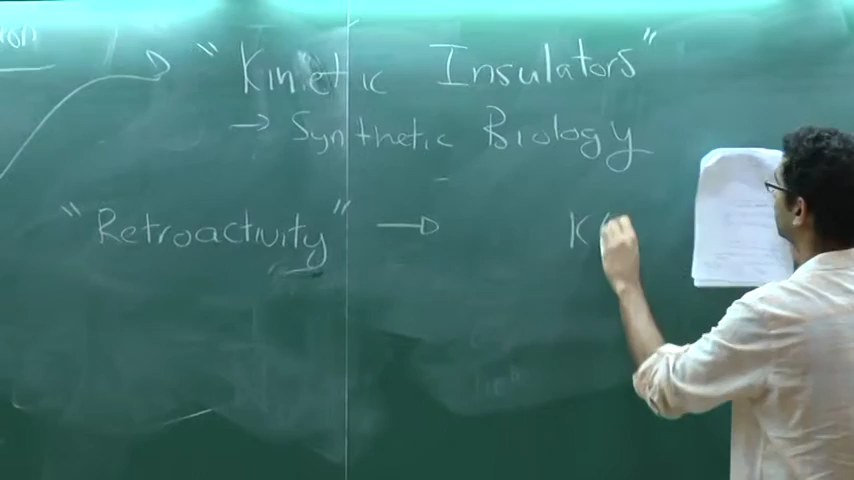 "Kinetic Insulators"
→ Synthetic Biology
"Retroactivity" → K